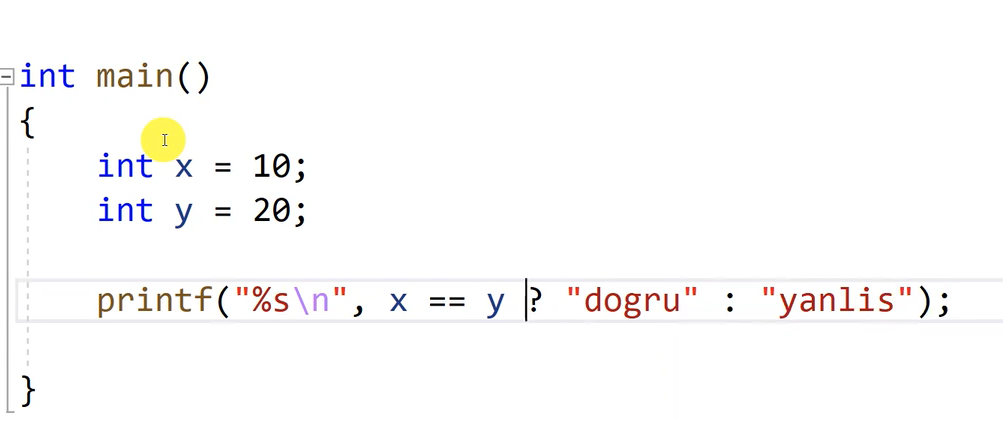 int main()
{
int x = 10;
int y = 20;
printf("%s\n", x == y ? "dogru" : "yanlis");
}